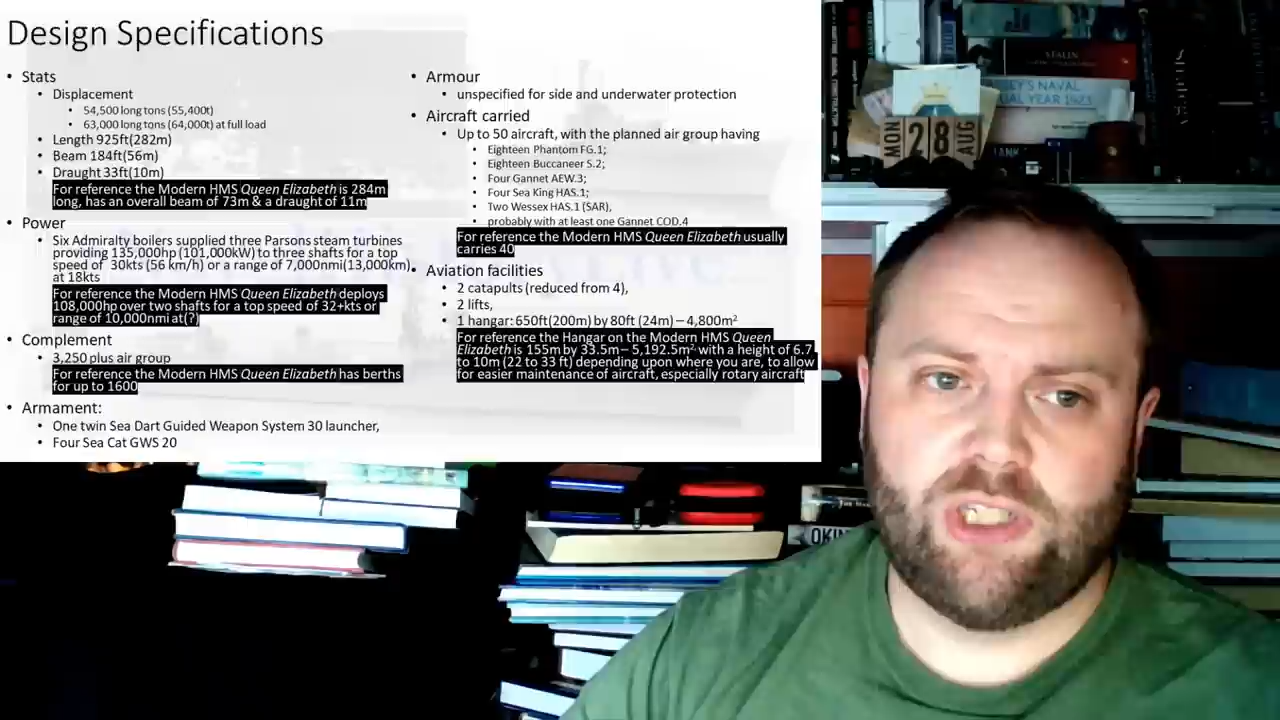 Design Specifications
• Stats
• Displacement
• 54,500 long tons (55,400t)
• 63,000 long tons (64,000t) at full load
• Length 925ft(282m)
• Beam 184ft(56m)
• Draught 33ft(10m)
For reference the Modern HMS Queen Elizabeth is 284m
long, has an overall beam of 73m & a draught of 11m
• Power
• Six Admiralty boilers supplied three Parsons steam turbines
providing 135,000hp (101,000kW) to three shafts for a top
speed of 30kts (56 km/h) or a range of 7,000nmi(13,000km)
at 18kts
For reference the Modern HMS Queen Elizabeth deploys
108,000hp over two shafts for a top speed of 32+kts or
range of 10,000nmi at(?)
• Complement
• 3,250 plus air group
For reference the Modern HMS Queen Elizabeth has berths
for up to 1600
• Armament:
• One twin Sea Dart Guided Weapon System 30 launcher,
• Four Sea Cat GWS 20
• Armour
• unspecified for side and underwater protection
• Aircraft carried
• Up to 50 aircraft, with the planned air group having
• Eighteen Phantom FG.1;
• Eighteen Buccaneer S.2;
• Four Gannet AEW.3;
• Four Sea King HAS.1;
• Two Wessex HAS.1 (SAR),
• probably with at least one Gannet COD.4
For reference the Modern HMS Queen Elizabeth usually
carries 40
• Aviation facilities
• 2 catapults (reduced from 4),
• 2 lifts,
• 1 hangar: 650ft(200m) by 80ft (24m) – 4,800m²
For reference the Hangar on the Modern HMS Queen
Elizabeth is 155m by 33.5m – 5,192.5m² with a height of 6.7
to 10m (22 to 33 ft) depending upon where you are, to allow
for easier maintenance of aircraft, especially rotary aircraft
STALIN
NAVAL
YEAR 1923
MON 28 AUG